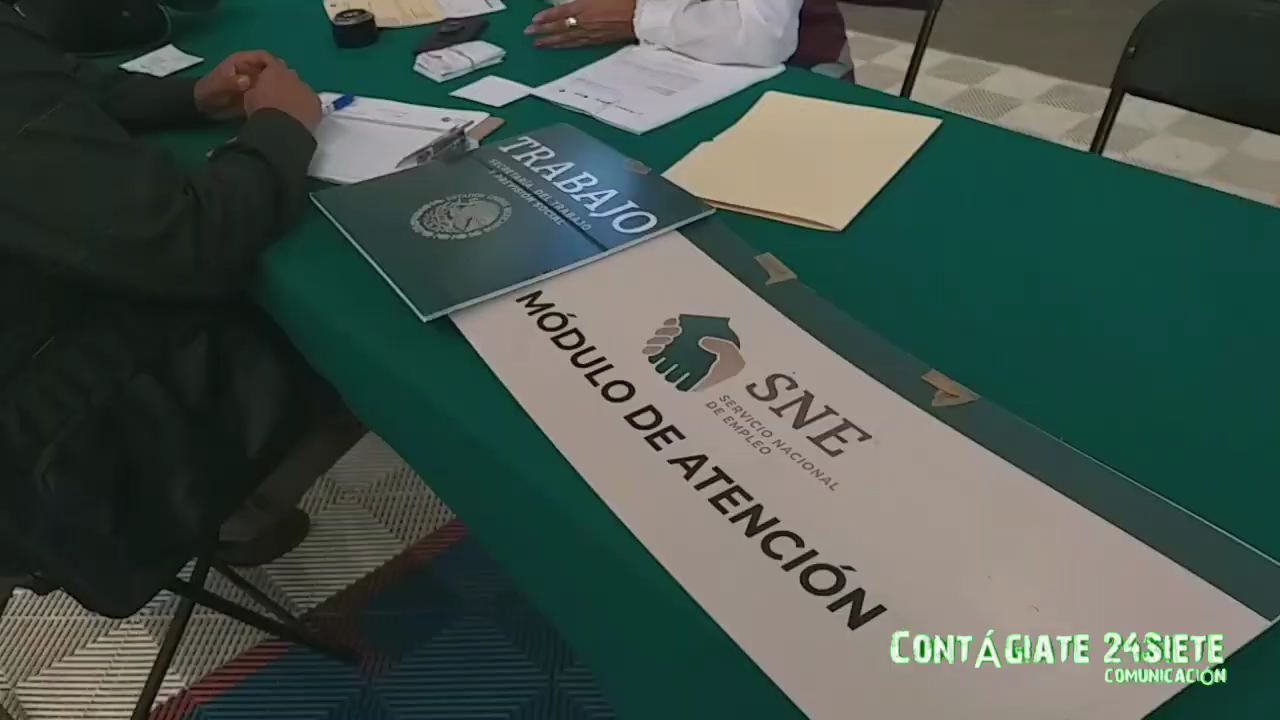 TRABAJO
SECRETARÍA DEL TRABAJO
Y PREVISIÓN SOCIAL
SNE
SERVICIO NACIONAL
DE EMPLEO
MÓDULO DE ATENCIÓN
CONTÁGIATE 24SIETE
COMUNICACIÓN